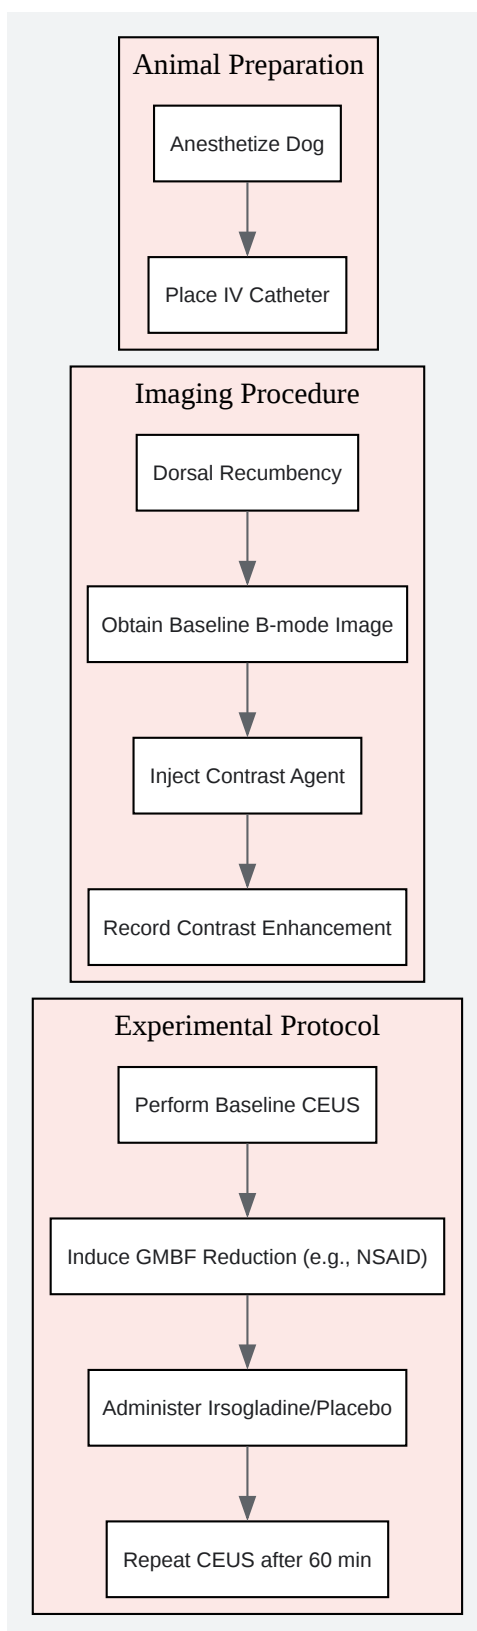 Animal Preparation
Anesthetize Dog
Place IV Catheter
Imaging Procedure
Dorsal Recumbency
Obtain Baseline B-mode Image
Inject Contrast Agent
Record Contrast Enhancement
Experimental Protocol
Perform Baseline CEUS
Induce GMBF Reduction (e.g., NSAID)
Administer Irsogladine/Placebo
Repeat CEUS after 60 min